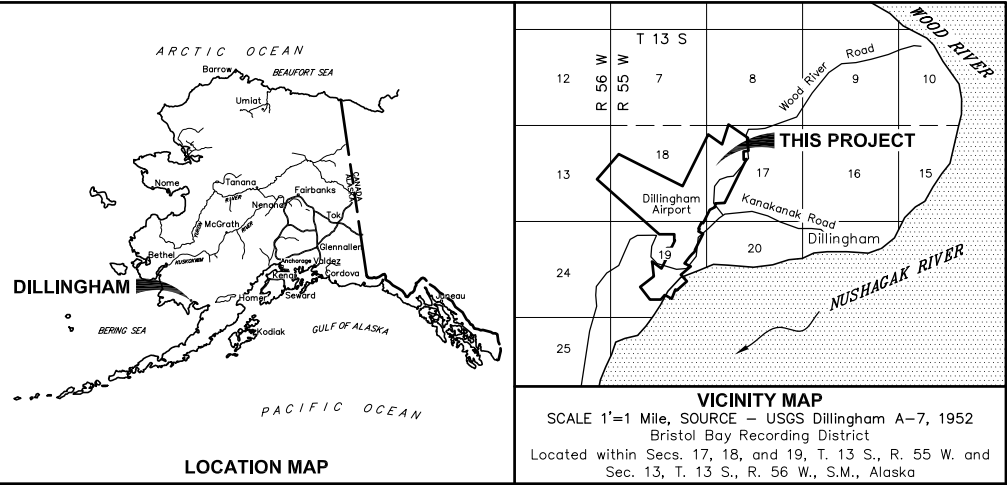 ARCTIC OCEAN
Barrow
BEAUFORT SEA
Umiat
CANADA
ALASKA
Nome
Tanana
RIVER
Fairbanks
Nenana
Tok
McGrath
RIVER
Glennallen
Bethel
KUSKOKWIM
Anchorage
Valdez
Kenai
Cordova
DILLINGHAM
Homer
Seward
Juneau
BERING SEA
Kodiak
GULF OF ALASKA
PACIFIC OCEAN
LOCATION MAP
WOOD RIVER
T 13 S
R 56 W
R 55 W
12
7
8
9
10
Wood River Road
THIS PROJECT
13
18
17
16
15
Dillingham
Airport
Kanakanak Road
Dillingham
24
19
20
NUSHAGAK RIVER
25
VICINITY MAP
SCALE 1'=1 Mile, SOURCE – USGS Dillingham A–7, 1952
Bristol Bay Recording District
Located within Secs. 17, 18, and 19, T. 13 S., R. 55 W. and
Sec. 13, T. 13 S., R. 56 W., S.M., Alaska